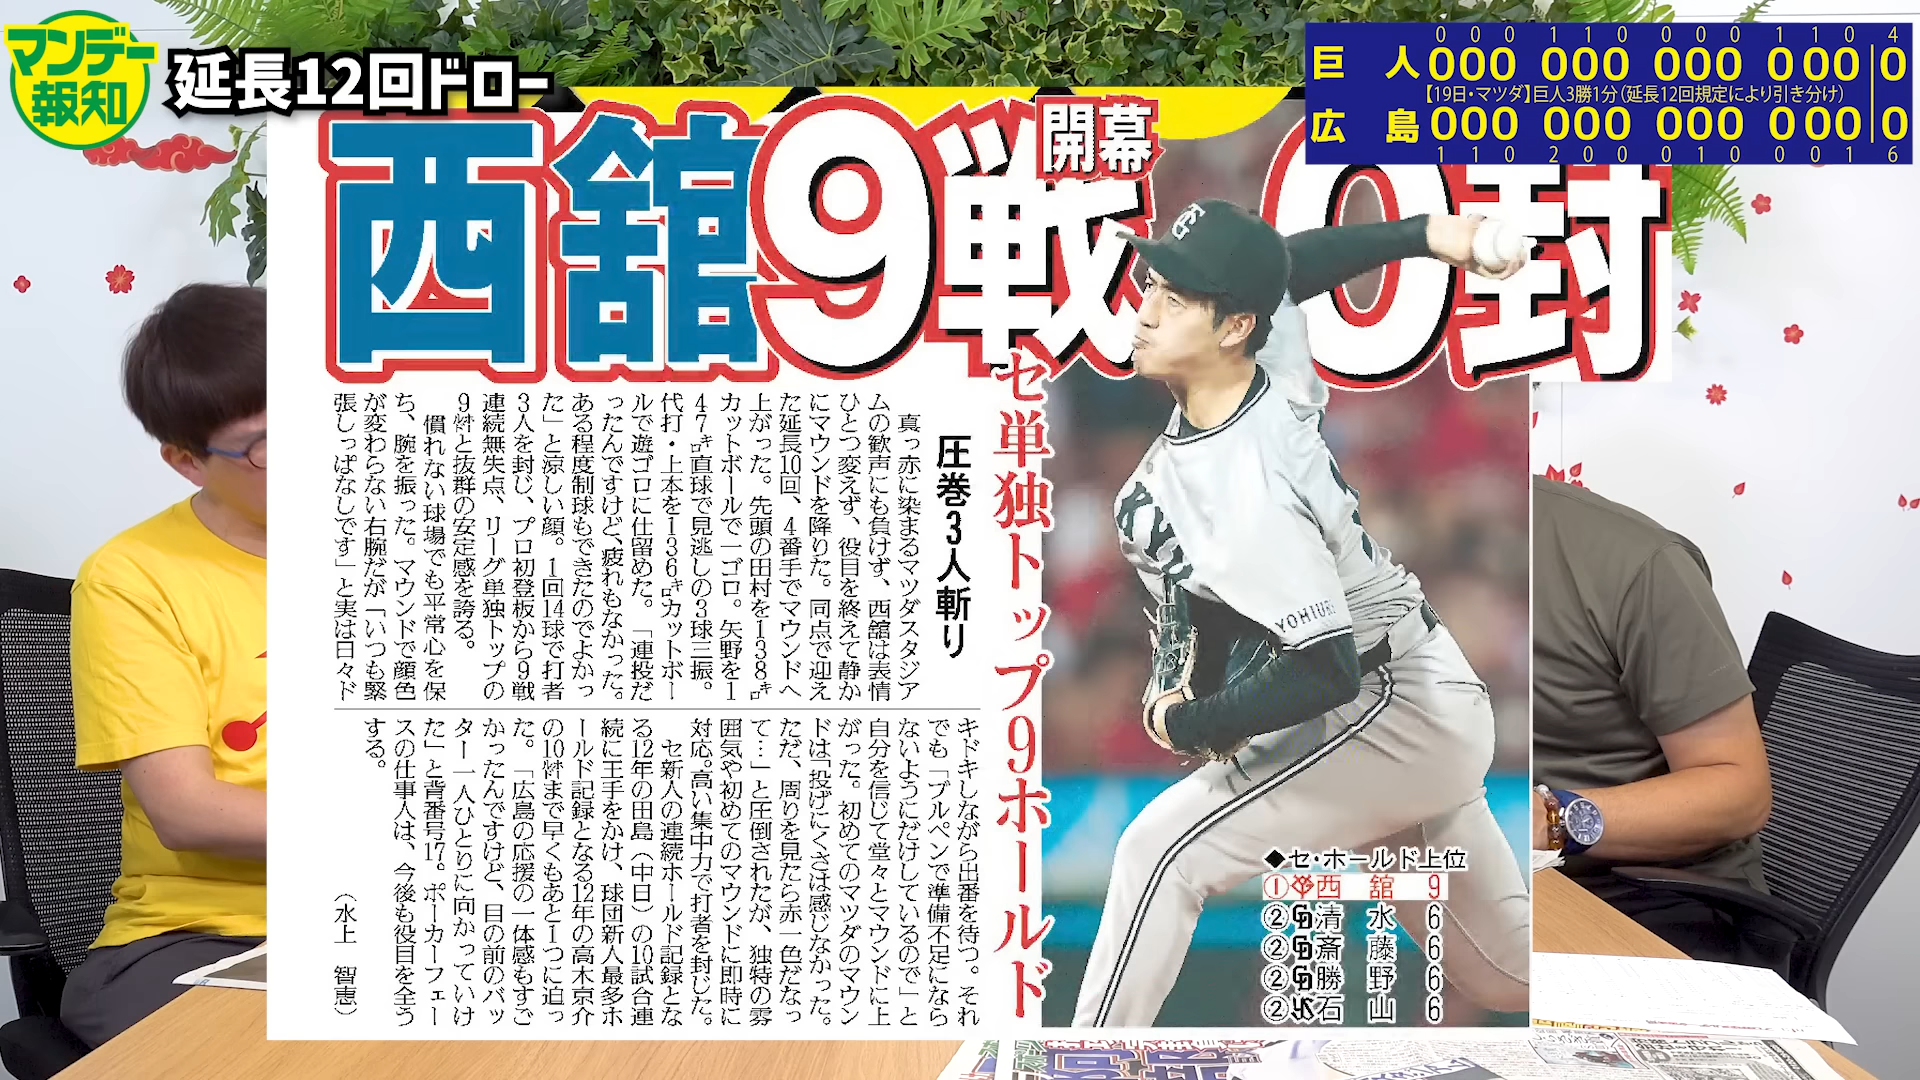 マンデー
報知
延長12回ドロー
000 110 000 110 4
巨人 000 000 000 000 0
【19日・マツダ】巨人3勝1分（延長12回規定により引き分け）
広島 000 000 000 000 0
110 200 010 001 6
西舘開幕9戦0封
セ単独トップ9ホールド
圧巻3人斬り
真っ赤に染まるマツダスタジア
ムの歓声にも負けず、西舘は表情
ひとつ変えず、役目を終えて静か
にマウンドを降りた。同点で迎え
た延長10回、4番手でマウンドへ
上がった。先頭の田村を138㌔
カットボールで一ゴロ。矢野を1
47㌔直球で見逃しの3球三振。
代打・上本を136㌔カットボー
ルで遊ゴロに仕留めた。「連投だ
ったんですけど、疲れもなかった。
ある程度制球もできたのでよかっ
た」と涼しい顔。1回14球で打者
3人を封じ、プロ初登板から9戦
連続無失点、リーグ単独トップの
9㌽と抜群の安定感を誇る。
慣れない球場でも平常心を保
ち、腕を振った。マウンドで顔色
が変わらない右腕だが「いつも緊
張しっぱなしです」と実は日々ド
キドキしながら出番を待つ。それ
でも「ブルペンで準備不足になら
ないようにだけしているので」と
自分を信じて堂々とマウンドに上
がった。初めてのマツダのマウン
ドは「投げにくさは感じなかった。
ただ、周りを見たら赤一色だなっ
て…」と圧倒されたが、独特の雰
囲気や初めてのマウンドに即時に
対応。高い集中力で打者を封じた。
セ新人の連続ホールド記録とな
る12年の田島（中日）の10試合連
続に王手をかけ、球団新人最多ホ
ールド記録となる12年の高木京介
の10㌽まで早くもあと1つに迫っ
た。「広島の応援の一体感もすご
かったんですけど、目の前のバッ
ター一人ひとりに向かっていけ
た」と背番号17。ポーカーフェー
スの仕事人は、今後も役目を全う
する。
（水上 智恵）
YOMIURI
◆セ・ホールド上位
①西舘 9
②清水 6
②斎藤 6
②勝野 6
②石山 6